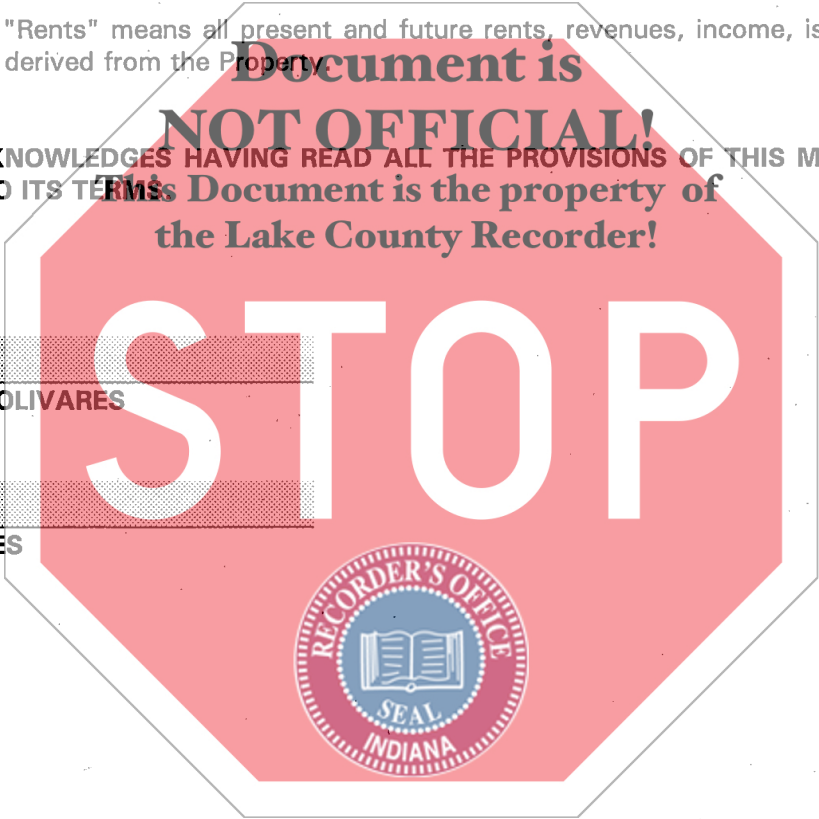 "Rents" means all present and future rents, revenues, income, is
derived from the Property.
Document is
NOT OFFICIAL!
KNOWLEDGES HAVING READ ALL THE PROVISIONS OF THIS M
O ITS TERMS.
This Document is the property of
the Lake County Recorder!
STOP
OLIVARES
ES
RECORDER'S OFFICE
SEAL
INDIANA